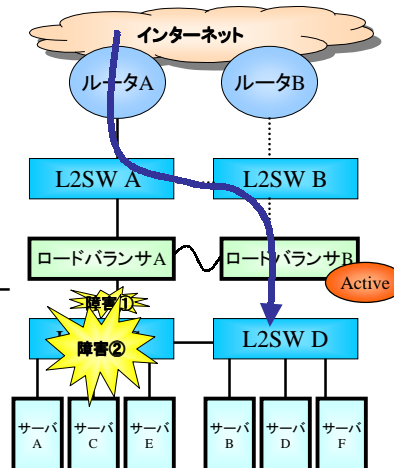 インターネット
ルータA
ルータB
L2SW A
L2SW B
ロードバランサA
ロードバランサB
Active
障害①
障害②
L2SW D
サーバ
A
サーバ
C
サーバ
E
サーバ
B
サーバ
D
サーバ
F